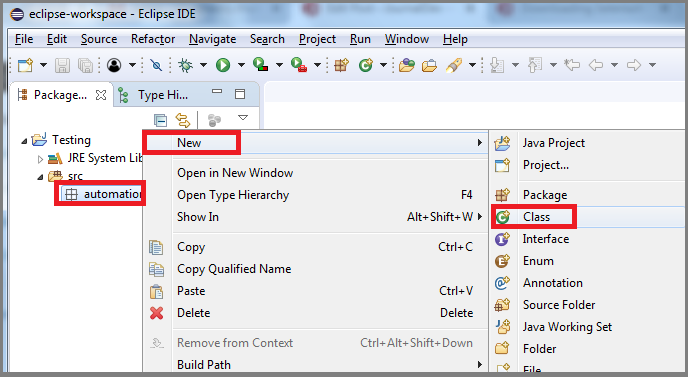 eclipse-workspace - Eclipse IDE
File Edit Source Refactor Navigate Search Project Run Window Help
Package... Type Hi...
Testing
JRE System Lib
src
automation
New
Open in New Window
Open Type Hierarchy F4
Show In Alt+Shift+W
Copy Ctrl+C
Copy Qualified Name
Paste Ctrl+V
Delete Delete
Remove from Context Ctrl+Alt+Shift+Down
Build Path
Java Project
Project...
Package
Class
Interface
Enum
Annotation
Source Folder
Java Working Set
Folder
File